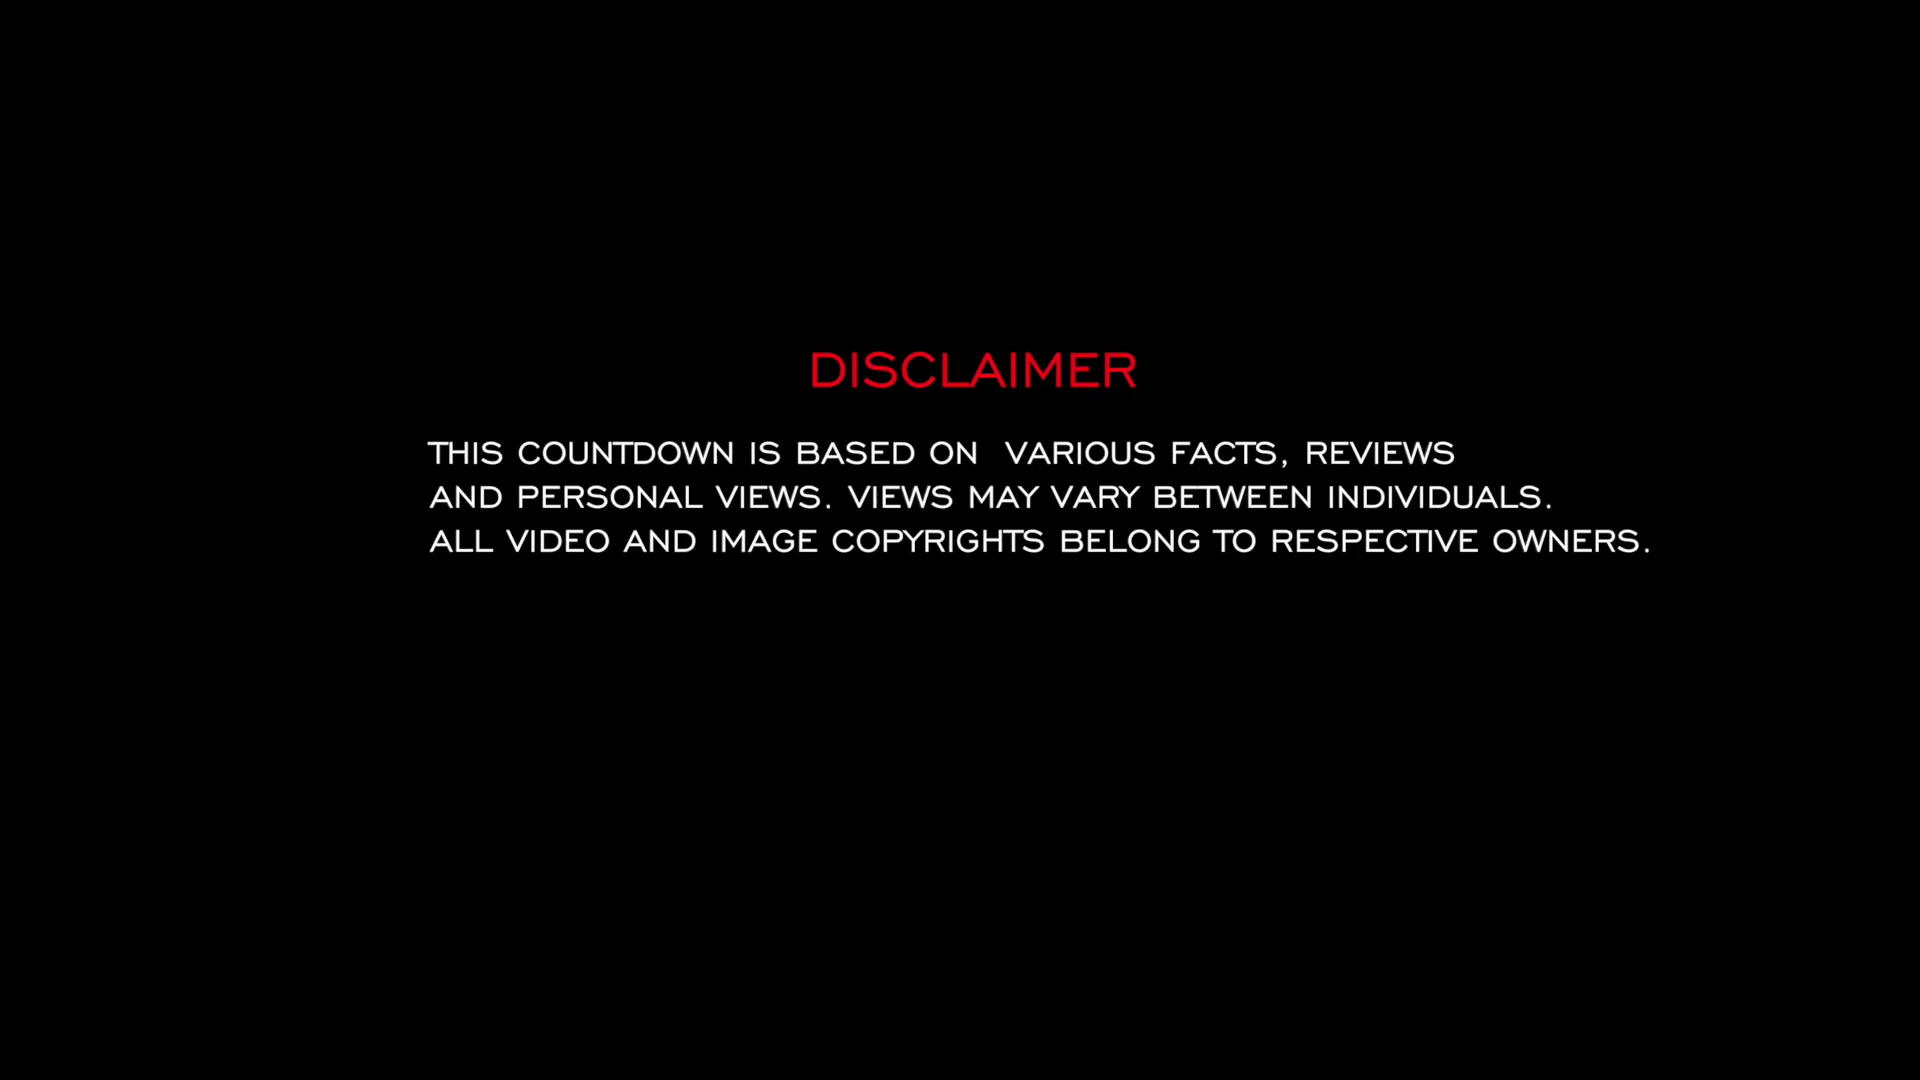 DISCLAIMER
THIS COUNTDOWN IS BASED ON  VARIOUS FACTS, REVIEWS
AND PERSONAL VIEWS. VIEWS MAY VARY BETWEEN INDIVIDUALS.
ALL VIDEO AND IMAGE COPYRIGHTS BELONG TO RESPECTIVE OWNERS.